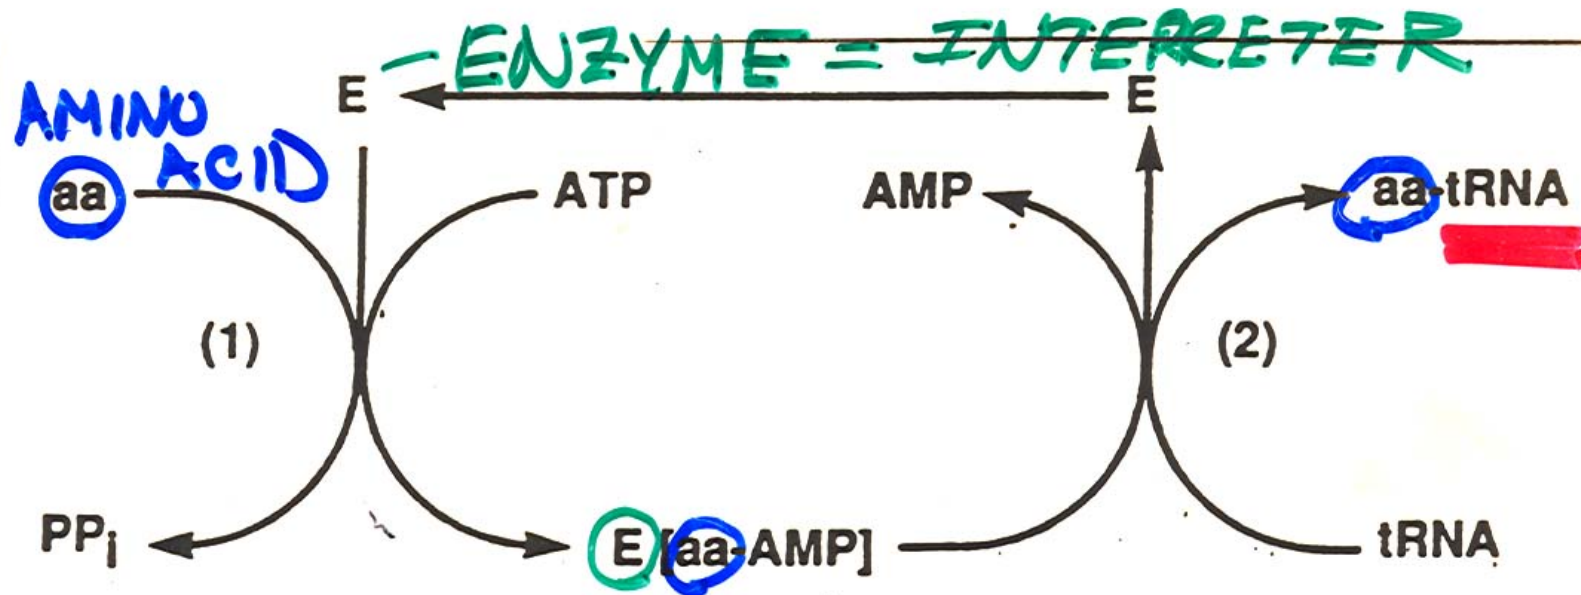 - ENZYME = INTERPRETER
E E
AMINO
ACID
aa ATP AMP aa-tRNA
(1) (2)
PPi E [aa-AMP] tRNA